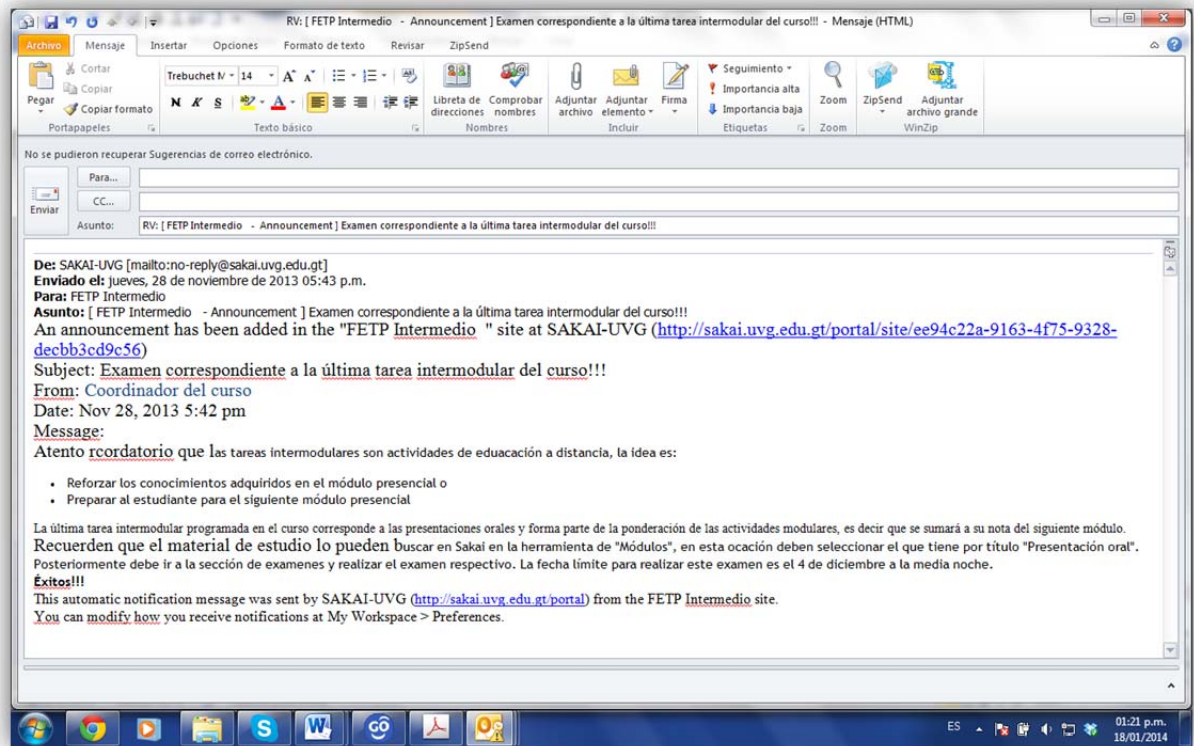 RV: [ FETP Intermedio - Announcement ] Examen correspondiente a la última tarea intermodular del curso!!! - Mensaje (HTML)
Archivo Mensaje Insertar Opciones Formato de texto Revisar ZipSend
Pegar
Cortar
Copiar
Copiar formato
Portapapeles
Trebuchet M 14
N K S
Texto básico
Libreta de direcciones
Comprobar nombres
Nombres
Adjuntar archivo
Adjuntar elemento
Firma
Incluir
Seguimiento
Importancia alta
Importancia baja
Etiquetas
Zoom
Zoom
ZipSend
Adjuntar archivo grande
WinZip
No se pudieron recuperar Sugerencias de correo electrónico.
Enviar
Para...
CC...
Asunto: RV: [ FETP Intermedio - Announcement ] Examen correspondiente a la última tarea intermodular del curso!!!
De: SAKAI-UVG [mailto:no-reply@sakai.uvg.edu.gt]
Enviado el: jueves, 28 de noviembre de 2013 05:43 p.m.
Para: FETP Intermedio
Asunto: [ FETP Intermedio - Announcement ] Examen correspondiente a la última tarea intermodular del curso!!!
An announcement has been added in the "FETP Intermedio " site at SAKAI-UVG (http://sakai.uvg.edu.gt/portal/site/ee94c22a-9163-4f75-9328-
decbb3cd9c56)
Subject: Examen correspondiente a la última tarea intermodular del curso!!!
From: Coordinador del curso
Date: Nov 28, 2013 5:42 pm
Message:
Atento rcordatorio que las tareas intermodulares son actividades de eduacación a distancia, la idea es:
• Reforzar los conocimientos adquiridos en el módulo presencial o
• Preparar al estudiante para el siguiente módulo presencial
La última tarea intermodular programada en el curso corresponde a las presentaciones orales y forma parte de la ponderación de las actividades modulares, es decir que se sumará a su nota del siguiente módulo.
Recuerden que el material de estudio lo pueden buscar en Sakai en la herramienta de "Módulos", en esta ocación deben seleccionar el que tiene por título "Presentación oral".
Posteriormente debe ir a la sección de examenes y realizar el examen respectivo. La fecha límite para realizar este examen es el 4 de diciembre a la media noche.
Éxitos!!!
This automatic notification message was sent by SAKAI-UVG (http://sakai.uvg.edu.gt/portal) from the FETP Intermedio site.
You can modify how you receive notifications at My Workspace > Preferences.
ES
01:21 p.m.
18/01/2014